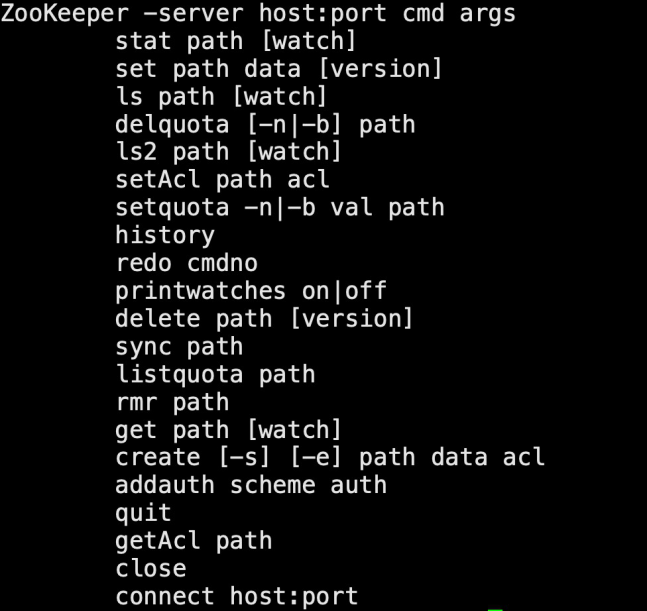 ZooKeeper -server host:port cmd args
stat path [watch]
set path data [version]
ls path [watch]
delquota [-n|-b] path
ls2 path [watch]
setAcl path acl
setquota -n|-b val path
history
redo cmdno
printwatches on|off
delete path [version]
sync path
listquota path
rmr path
get path [watch]
create [-s] [-e] path data acl
addauth scheme auth
quit
getAcl path
close
connect host:port